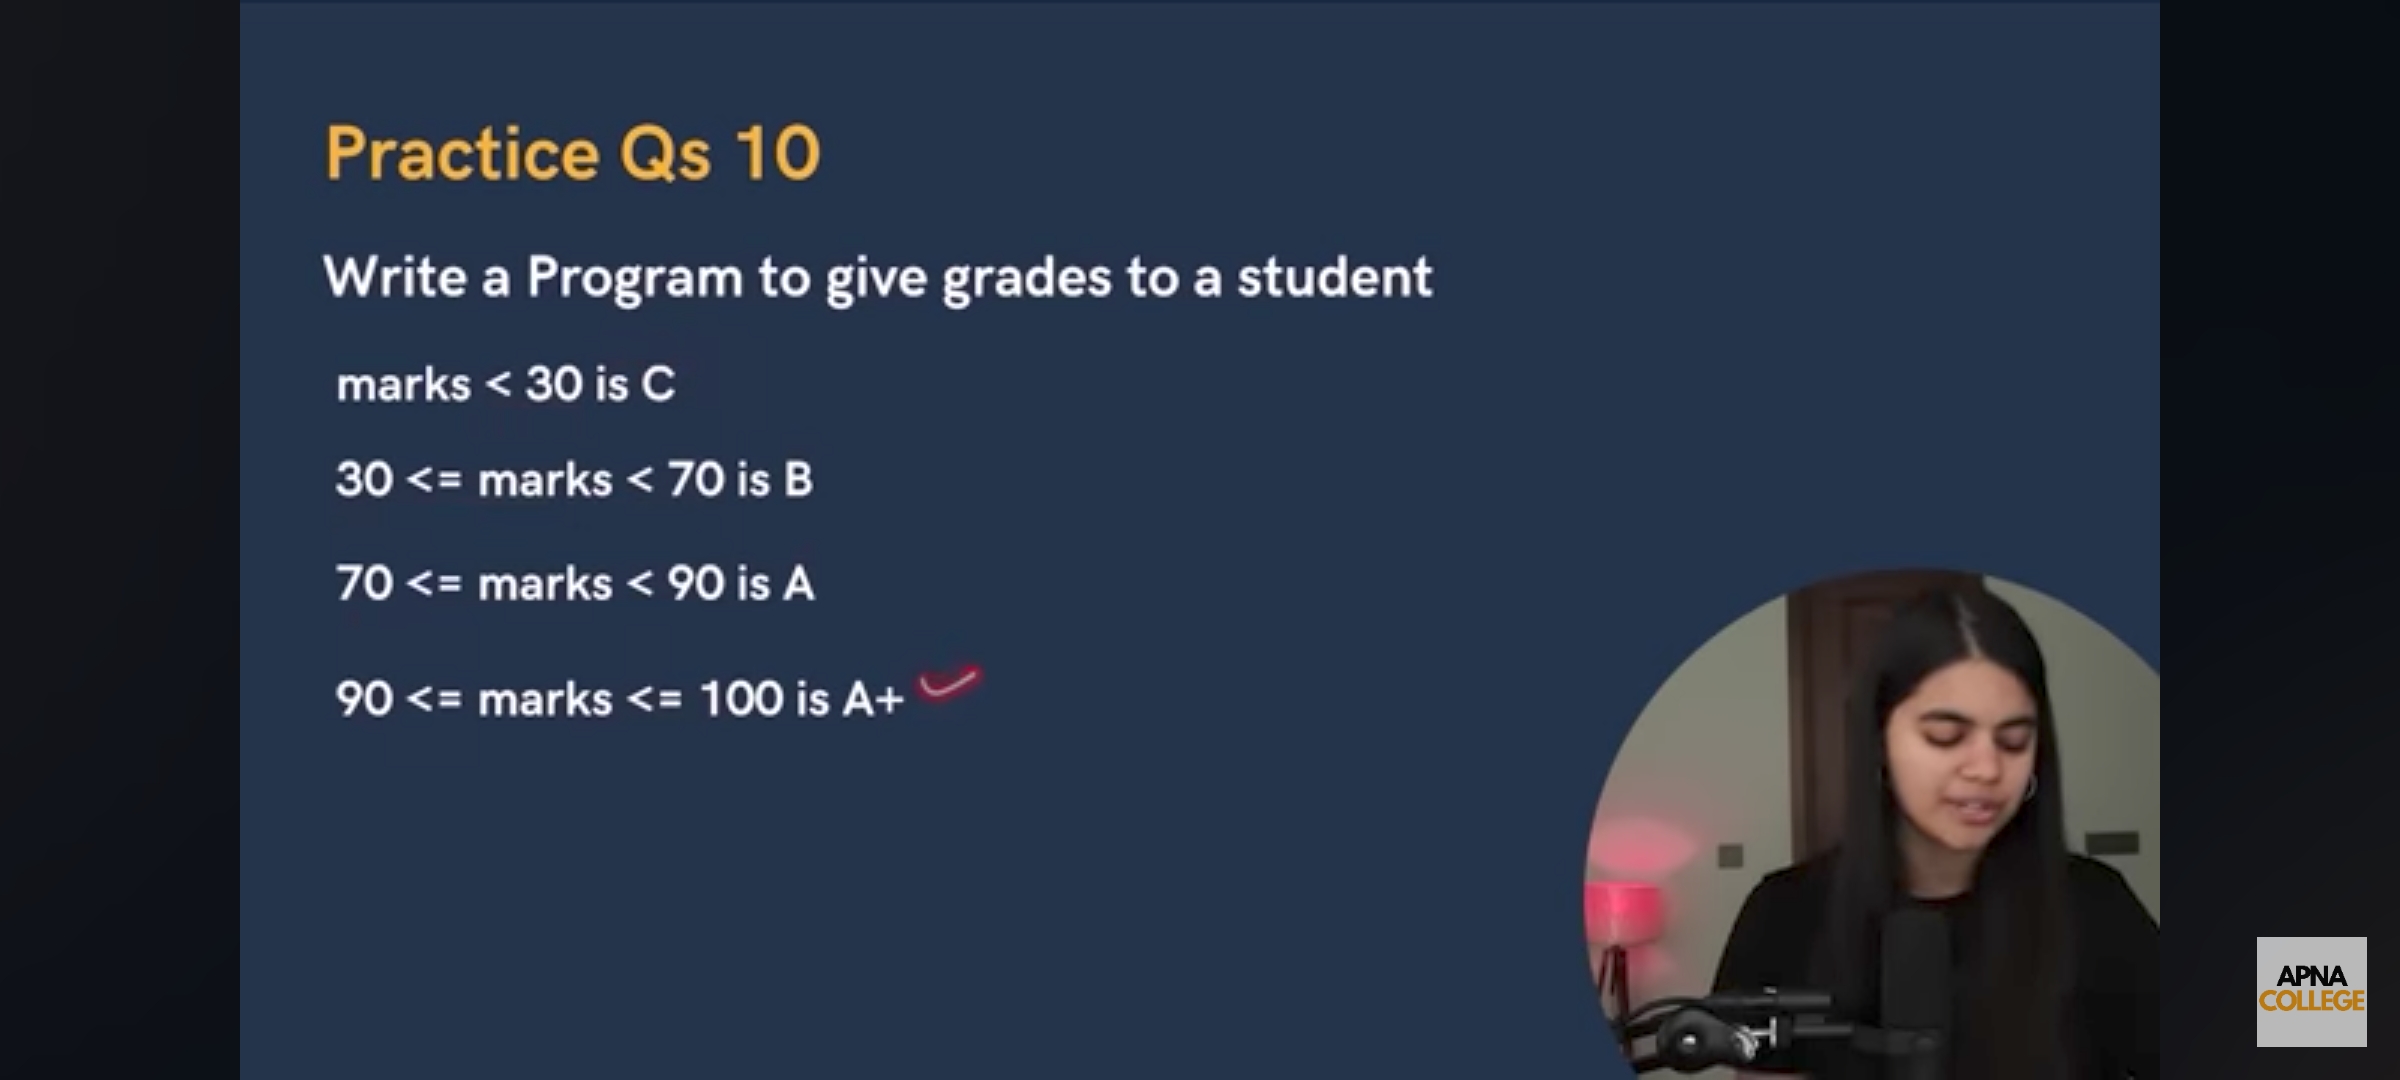 Practice Qs 10
Write a Program to give grades to a student
marks < 30 is C
30 <= marks < 70 is B
70 <= marks < 90 is A
90 <= marks <= 100 is A+
APNA
COLLEGE